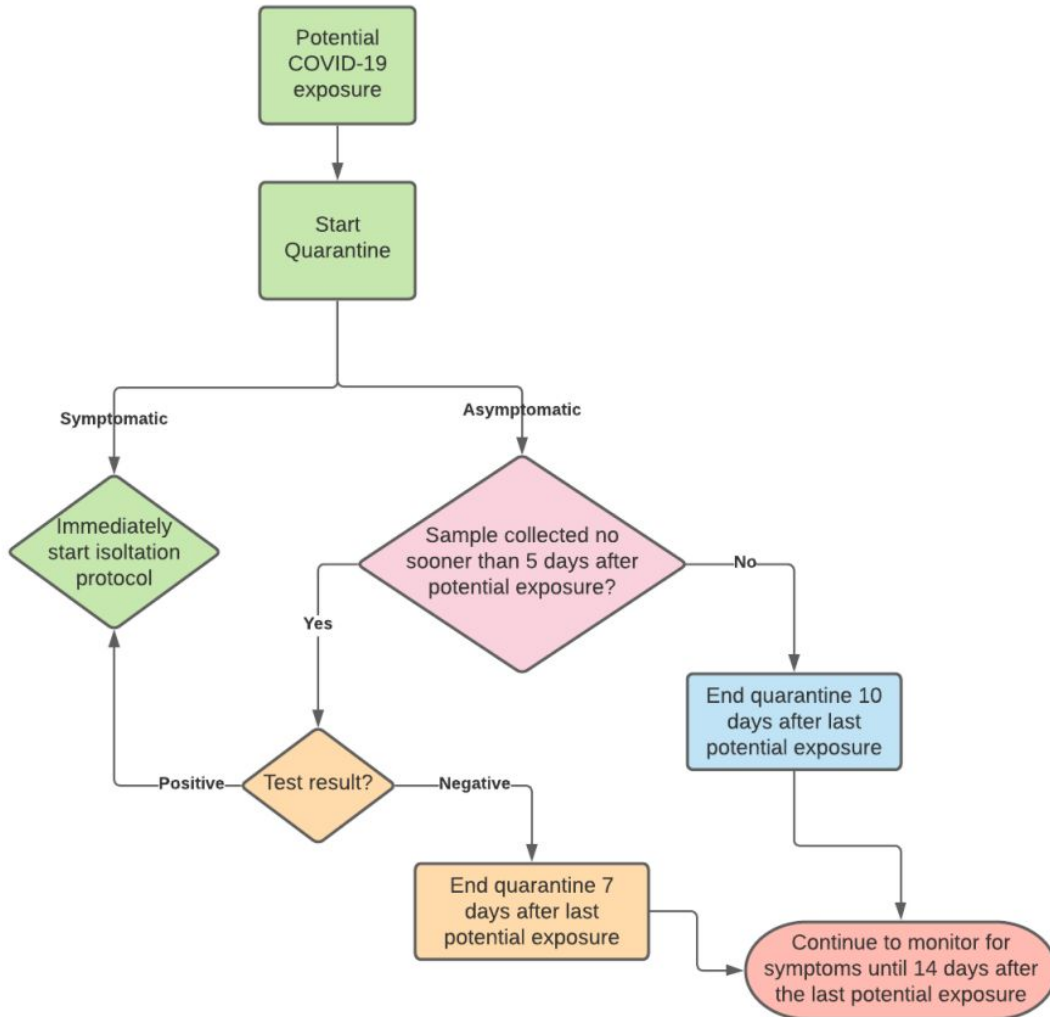 Potential
COVID-19
exposure
Start
Quarantine
Symptomatic
Asymptomatic
Immediately
start isoltation
protocol
Sample collected no
sooner than 5 days after
potential exposure?
No
Yes
End quarantine 10
days after last
potential exposure
Positive
Test result?
Negative
End quarantine 7
days after last
potential exposure
Continue to monitor for
symptoms until 14 days after
the last potential exposure